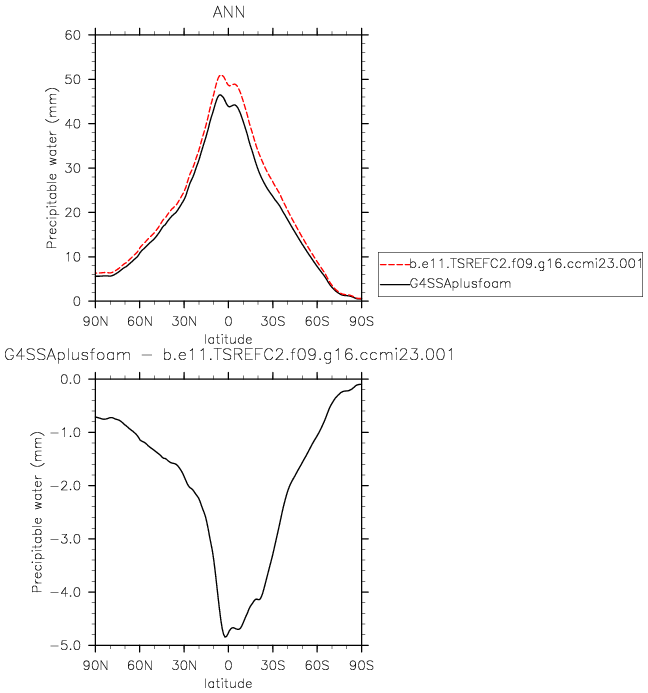 ANN
60
50
40
30
20
10
0
Precipitable water (mm)
90N 60N 30N 0 30S 60S 90S
latitude
b.e11.TSREFC2.f09.g16.ccmi23.001
G4SSAplusfoam
G4SSAplusfoam − b.e11.TSREFC2.f09.g16.ccmi23.001
0.0
−1.0
−2.0
−3.0
−4.0
−5.0
Precipitable water (mm)
90N 60N 30N 0 30S 60S 90S
latitude